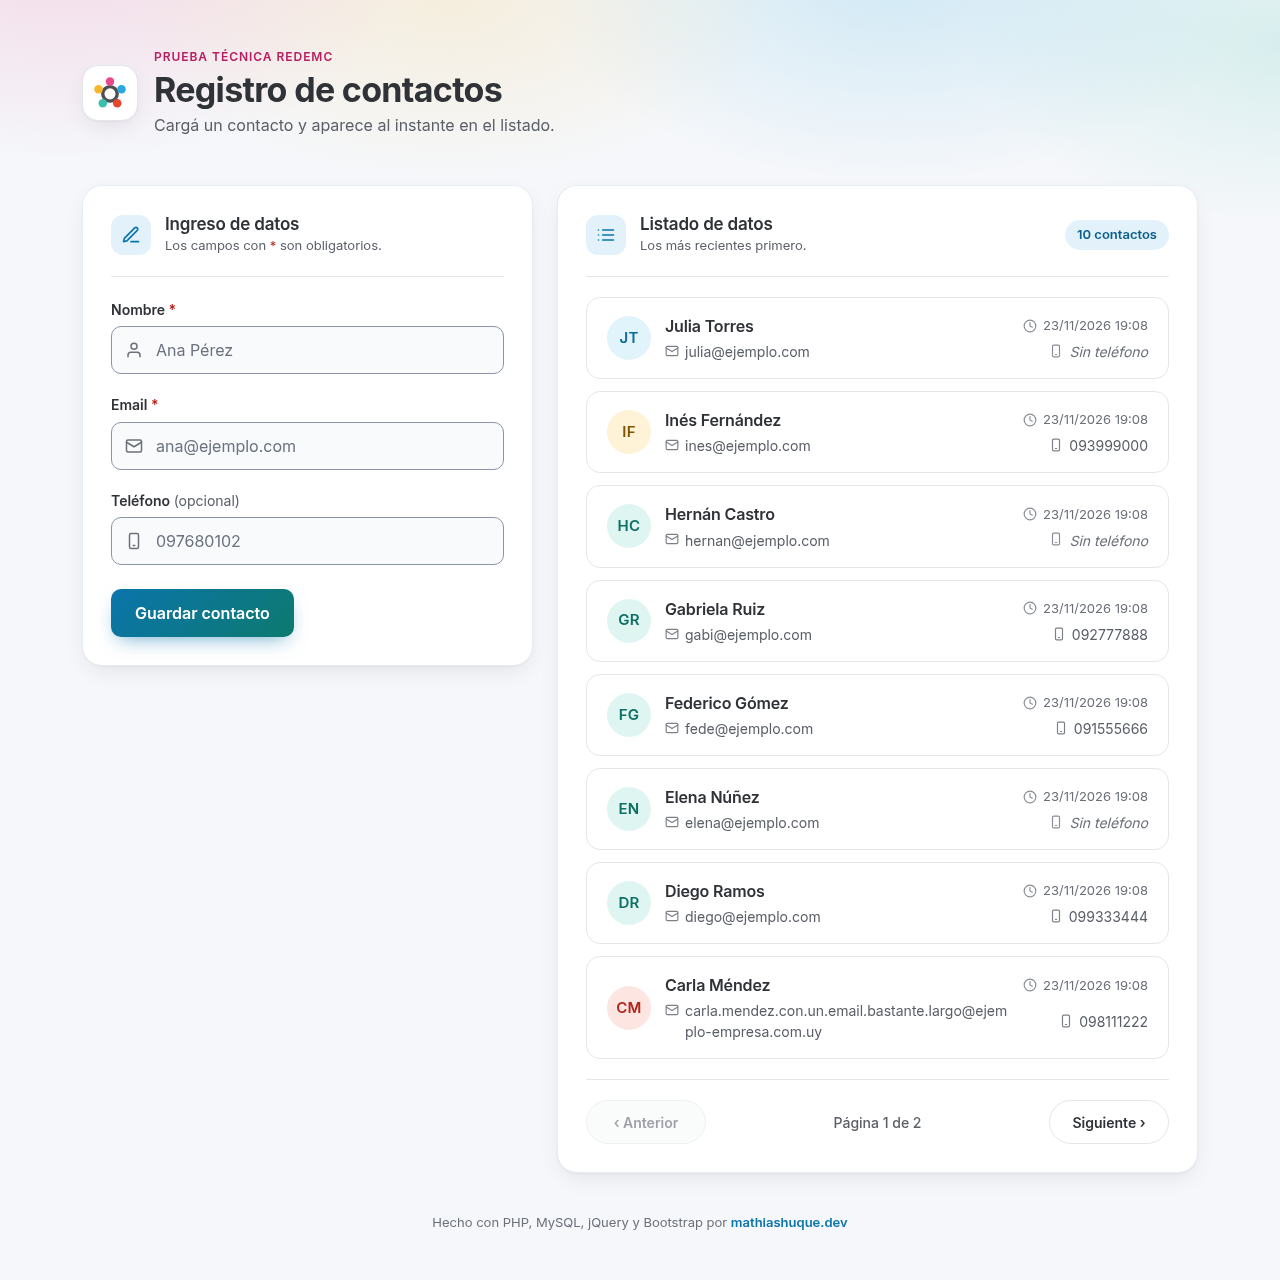 PRUEBA TÉCNICA REDEMC
Registro de contactos
Cargá un contacto y aparece al instante en el listado.
Ingreso de datos
Los campos con * son obligatorios.
Nombre *
Ana Pérez
Email *
ana@ejemplo.com
Teléfono (opcional)
097680102
Guardar contacto
Listado de datos
Los más recientes primero.
10 contactos
JT
Julia Torres
julia@ejemplo.com
23/11/2026 19:08
Sin teléfono
IF
Inés Fernández
ines@ejemplo.com
23/11/2026 19:08
093999000
HC
Hernán Castro
hernan@ejemplo.com
23/11/2026 19:08
Sin teléfono
GR
Gabriela Ruiz
gabi@ejemplo.com
23/11/2026 19:08
092777888
FG
Federico Gómez
fede@ejemplo.com
23/11/2026 19:08
091555666
EN
Elena Núñez
elena@ejemplo.com
23/11/2026 19:08
Sin teléfono
DR
Diego Ramos
diego@ejemplo.com
23/11/2026 19:08
099333444
CM
Carla Méndez
carla.mendez.con.un.email.bastante.largo@ejem
plo-empresa.com.uy
23/11/2026 19:08
098111222
‹ Anterior
Página 1 de 2
Siguiente ›
Hecho con PHP, MySQL, jQuery y Bootstrap por mathiashuque.dev